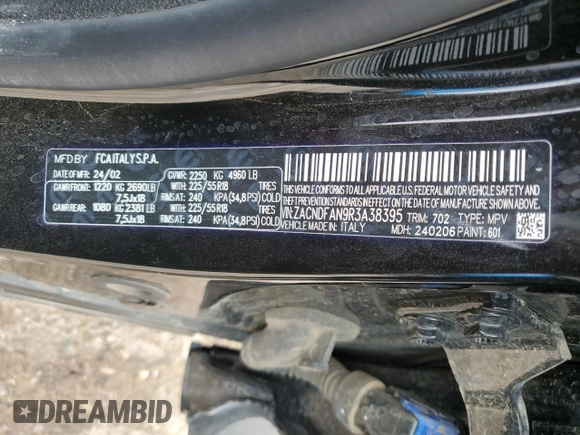 MFD BY FCA ITALY S.P.A.
DATE OF MFR: 24/02 GVWR: 2250 KG 4960 LB
GAWR FRONT: 1220 KG 2690 LB WITH: 225/55R18 TIRES
7,5Jx18 RIMS AT: 240 KPA (34,8PSI) COLD
GAWR REAR: 1080 KG 2381 LB WITH: 225/55R18 TIRES
7,5Jx18 RIMS AT: 240 KPA (34,8PSI) COLD
THIS VEHICLE CONFORMS TO ALL APPLICABLE U.S. FEDERAL MOTOR
VEHICLE SAFETY, BUMPER, AND
THEFT PREVENTION STANDARDS IN EFFECT ON THE DATE OF MANUFACTURE SHOWN ABOVE.
VIN: ZACNDFAN9R3A38395 TRIM: 702 TYPE: MPV
VEHICLE MADE IN: ITALY MDH: 240206 PAINT: 601
DREAMBID